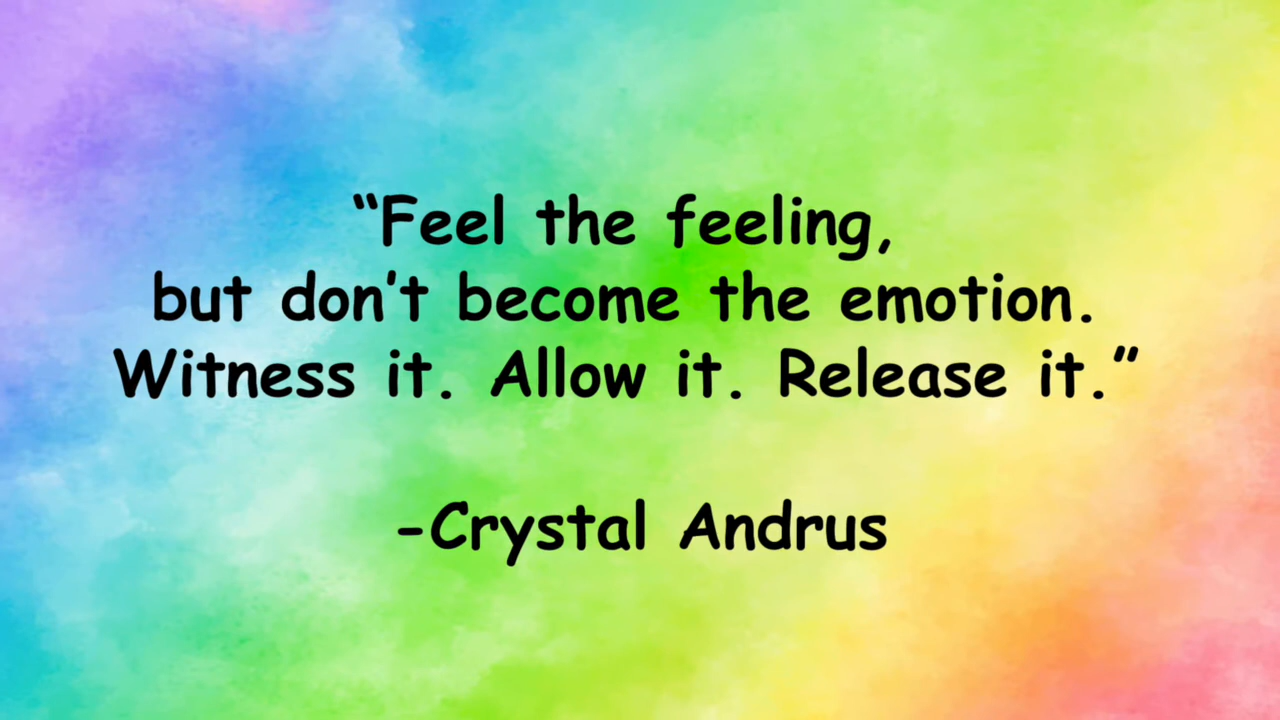 “Feel the feeling,
but don’t become the emotion.
Witness it. Allow it. Release it.”
-Crystal Andrus